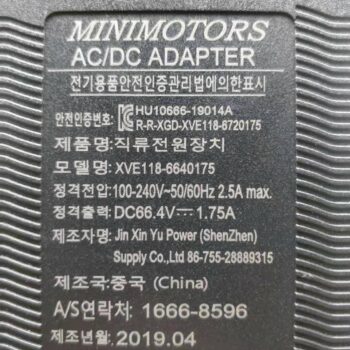 MINIMOTORS
AC/DC ADAPTER
전기용품안전인증관리법에의한표시
안전인증번호: HU10666-19014A
R-R-XGD-XVE118-6720175
제품명:직류전원장치
모델명: XVE118-6640175
정격전압:100-240V~50/60Hz 2.5A max.
정격출력:DC66.4V⎓1.75A
제조자명: Jin Xin Yu Power (ShenZhen)
Supply Co.,Ltd 86-755-28889315
제조국:중국 (China)
A/S연락처: 1666-8596
제조년월: 2019.04